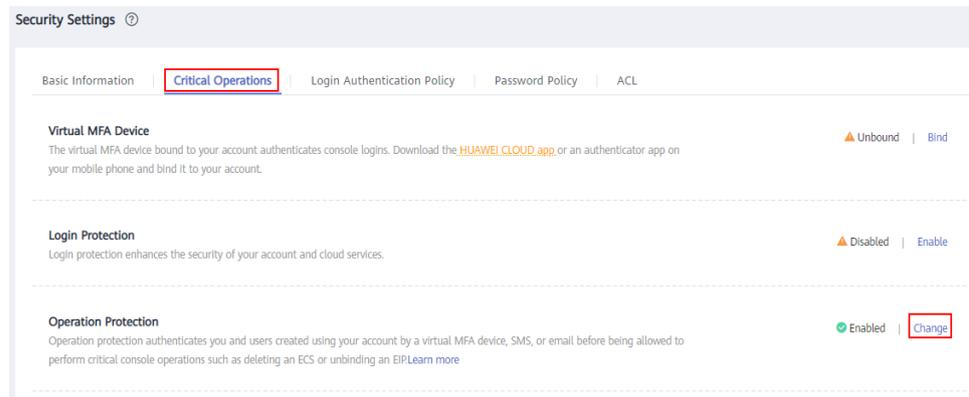 Security Settings ?
Basic Information | Critical Operations | Login Authentication Policy | Password Policy | ACL
Virtual MFA Device
Unbound | Bind
The virtual MFA device bound to your account authenticates console logins. Download the HUAWEI CLOUD app or an authenticator app on
your mobile phone and bind it to your account.
Login Protection
Disabled | Enable
Login protection enhances the security of your account and cloud services.
Operation Protection
Enabled | Change
Operation protection authenticates you and users created using your account by a virtual MFA device, SMS, or email before being allowed to
perform critical console operations such as deleting an ECS or unbinding an EIP.Learn more